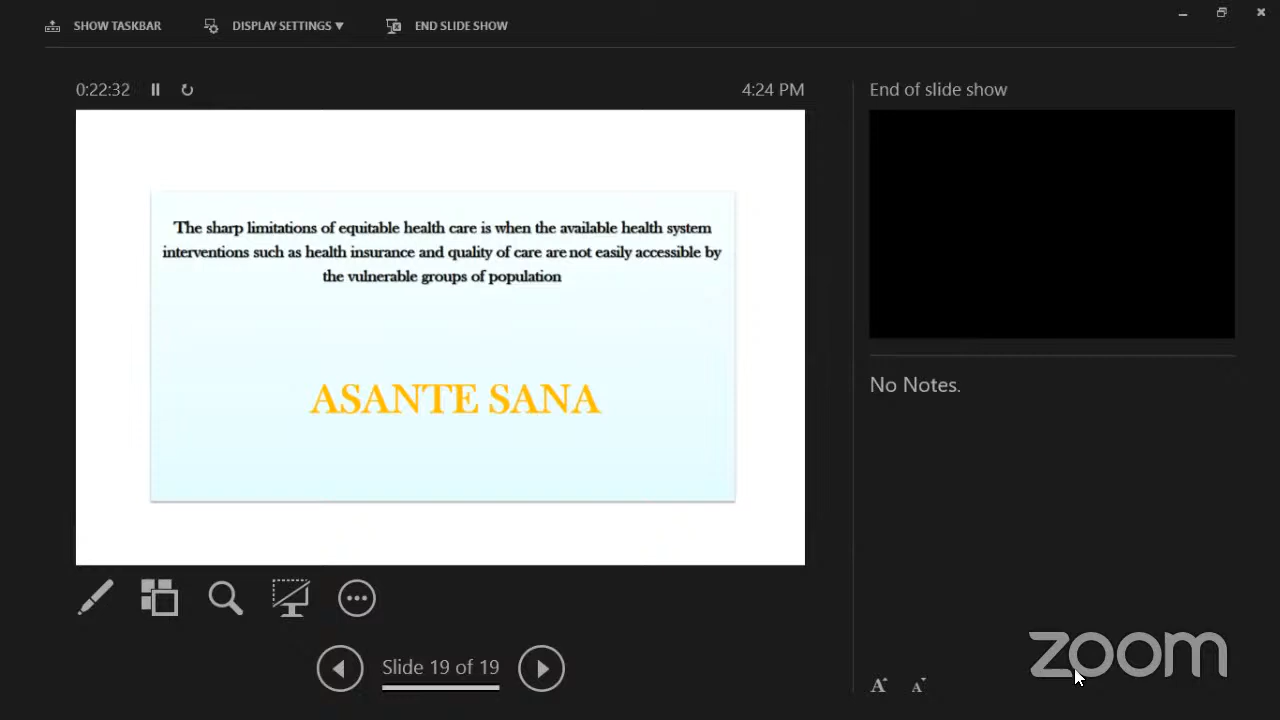 SHOW TASKBAR DISPLAY SETTINGS ▼ END SLIDE SHOW
0:22:32 4:24 PM End of slide show
The sharp limitations of equitable health care is when the available health system
interventions such as health insurance and quality of care are not easily accessible by
the vulnerable groups of population
ASANTE SANA
No Notes.
Slide 19 of 19
A A
zoom